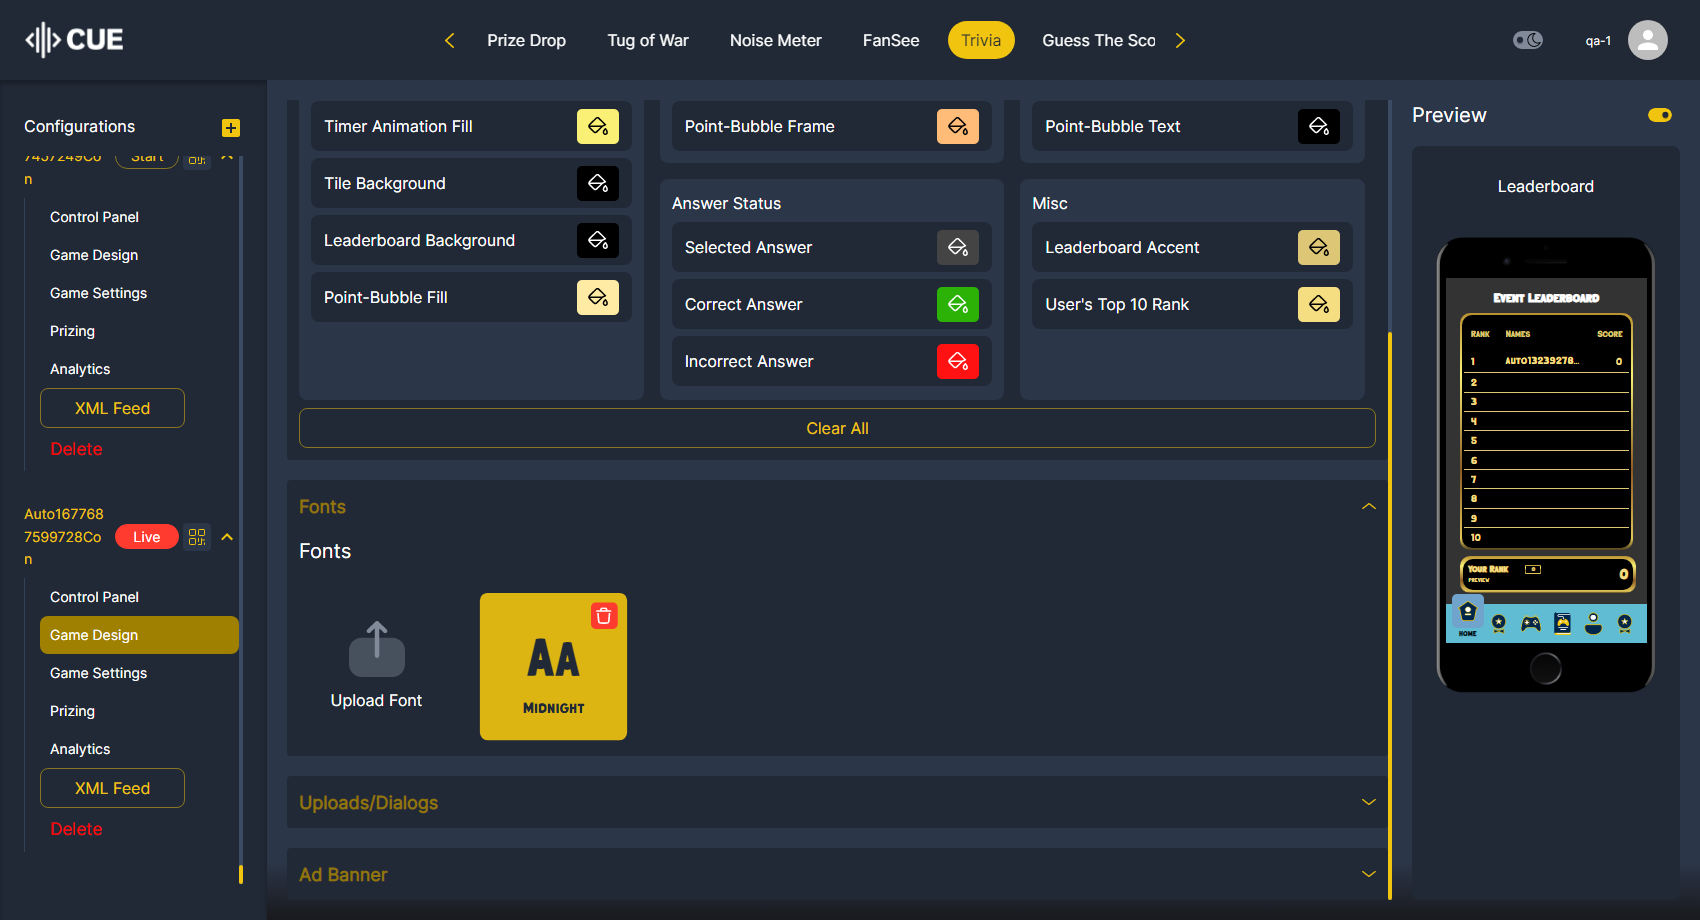 CUE
Prize Drop
Tug of War
Noise Meter
FanSee
Trivia
Guess The Sco
qa-1
Configurations
7457249Co
n
Start
Control Panel
Game Design
Game Settings
Prizing
Analytics
XML Feed
Delete
Auto167768
7599728Co
n
Live
Control Panel
Game Design
Game Settings
Prizing
Analytics
XML Feed
Delete
Timer Animation Fill
Tile Background
Leaderboard Background
Point-Bubble Fill
Point-Bubble Frame
Answer Status
Selected Answer
Correct Answer
Incorrect Answer
Point-Bubble Text
Misc
Leaderboard Accent
User's Top 10 Rank
Clear All
Fonts
Fonts
Upload Font
AA
Midnight
Uploads/Dialogs
Ad Banner
Preview
Leaderboard
Event Leaderboard
Rank Names Score
1 auto13239278... 0
2
3
4
5
6
7
8
9
10
Your Rank
Preview
0
0
Home